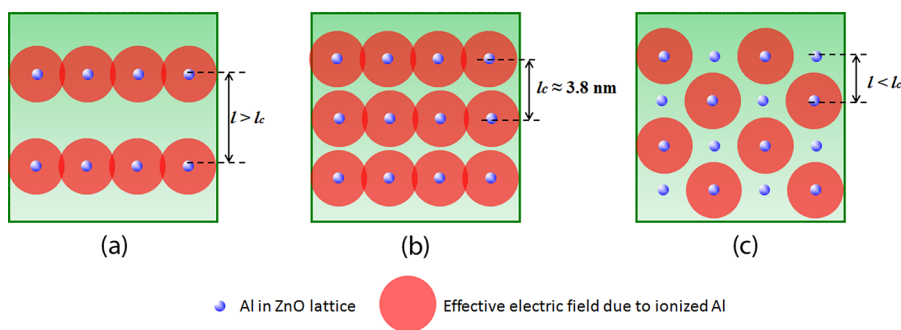 l > lc
lc ≈ 3.8 nm
l < lc
(a)
(b)
(c)
Al in ZnO lattice
Effective electric field due to ionized Al